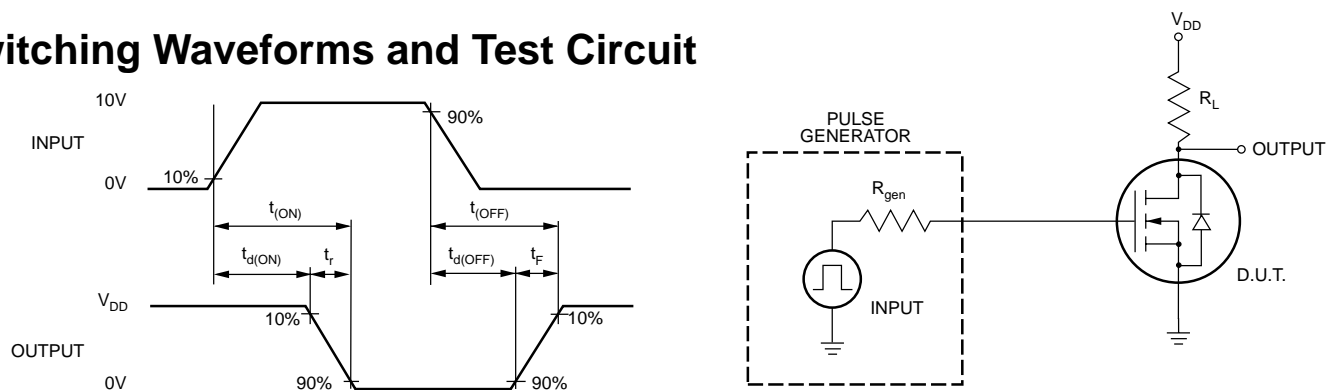 vitching Waveforms and Test Circuit
10V
INPUT
90%
10%
0V
t(ON)
t(OFF)
td(ON)
tr
td(OFF)
tF
VDD
10%
10%
OUTPUT
0V
90%
90%
VDD
RL
PULSE
GENERATOR
OUTPUT
Rgen
INPUT
D.U.T.